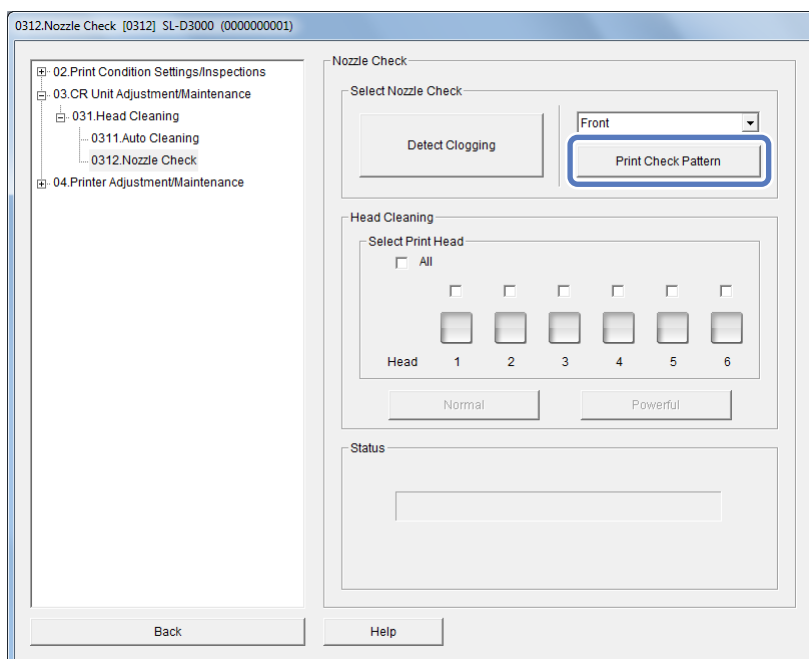 0312.Nozzle Check [0312] SL-D3000 (0000000001)
02.Print Condition Settings/Inspections
03.CR Unit Adjustment/Maintenance
031.Head Cleaning
0311.Auto Cleaning
0312.Nozzle Check
04.Printer Adjustment/Maintenance
Nozzle Check
Select Nozzle Check
Detect Clogging
Front
Print Check Pattern
Head Cleaning
Select Print Head
All
Head 1 2 3 4 5 6
Normal Powerful
Status
Back Help